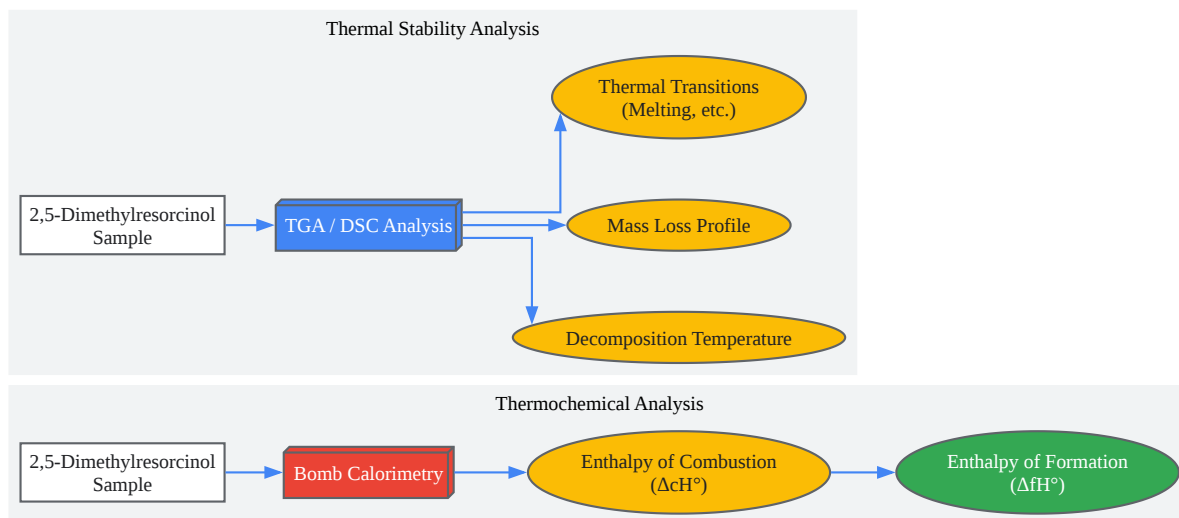 Thermal Stability Analysis
Thermal Transitions
(Melting, etc.)
2,5-Dimethylresorcinol
Sample
TGA / DSC Analysis
Mass Loss Profile
Decomposition Temperature
Thermochemical Analysis
2,5-Dimethylresorcinol
Sample
Bomb Calorimetry
Enthalpy of Combustion
(ΔcH°)
Enthalpy of Formation
(ΔfH°)